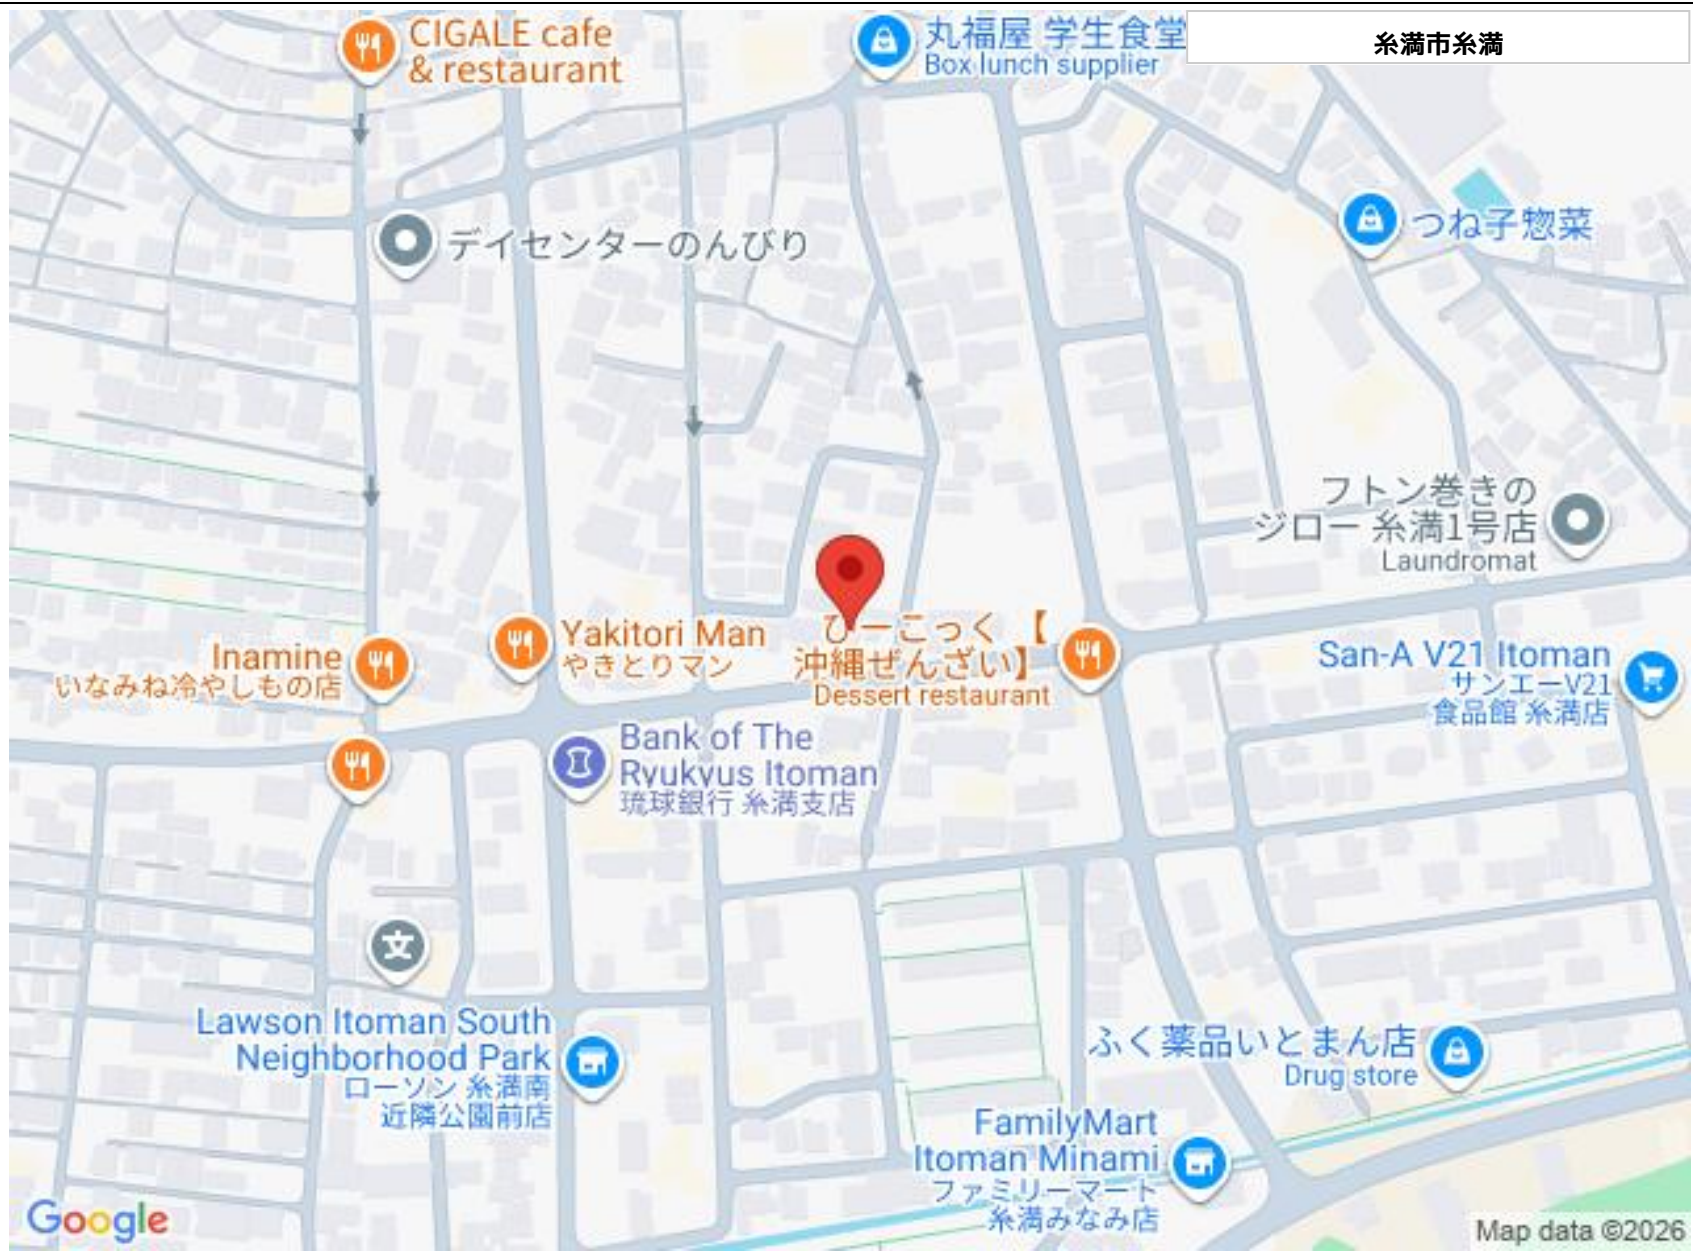 CIGALE cafe
& restaurant
丸福屋 学生食堂
Box lunch supplier
糸満市糸満
デイセンターのんびり
つね子惣菜
フトン巻きの
ジロー 糸満1号店
Laundromat
Inamine
いなみね冷やしもの店
Yakitori Man
やきとりマン
ぴーこっく【
沖縄ぜんざい】
Dessert restaurant
San-A V21 Itoman
サンエーV21
食品館 糸満店
Bank of The
Ryukyus Itoman
琉球銀行 糸満支店
文
Lawson Itoman South
Neighborhood Park
ローソン 糸満南
近隣公園前店
ふく薬品いとまん店
Drug store
FamilyMart
Itoman Minami
ファミリーマート
糸満みなみ店
Google
Map data ©2026